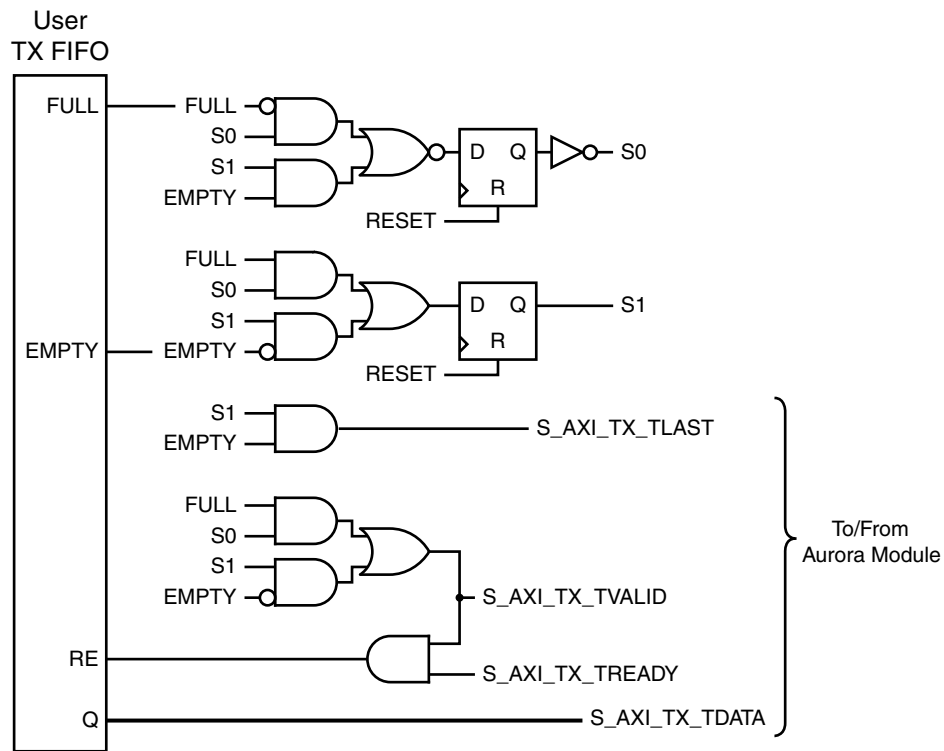 User
TX FIFO
FULL
FULL
S0
S1
EMPTY
D Q
R
S0
RESET
FULL
S0
S1
EMPTY
EMPTY
D Q
R
S1
RESET
S1
EMPTY
S_AXI_TX_TLAST
FULL
S0
S1
EMPTY
S_AXI_TX_TVALID
To/From
Aurora Module
RE
S_AXI_TX_TREADY
Q
S_AXI_TX_TDATA